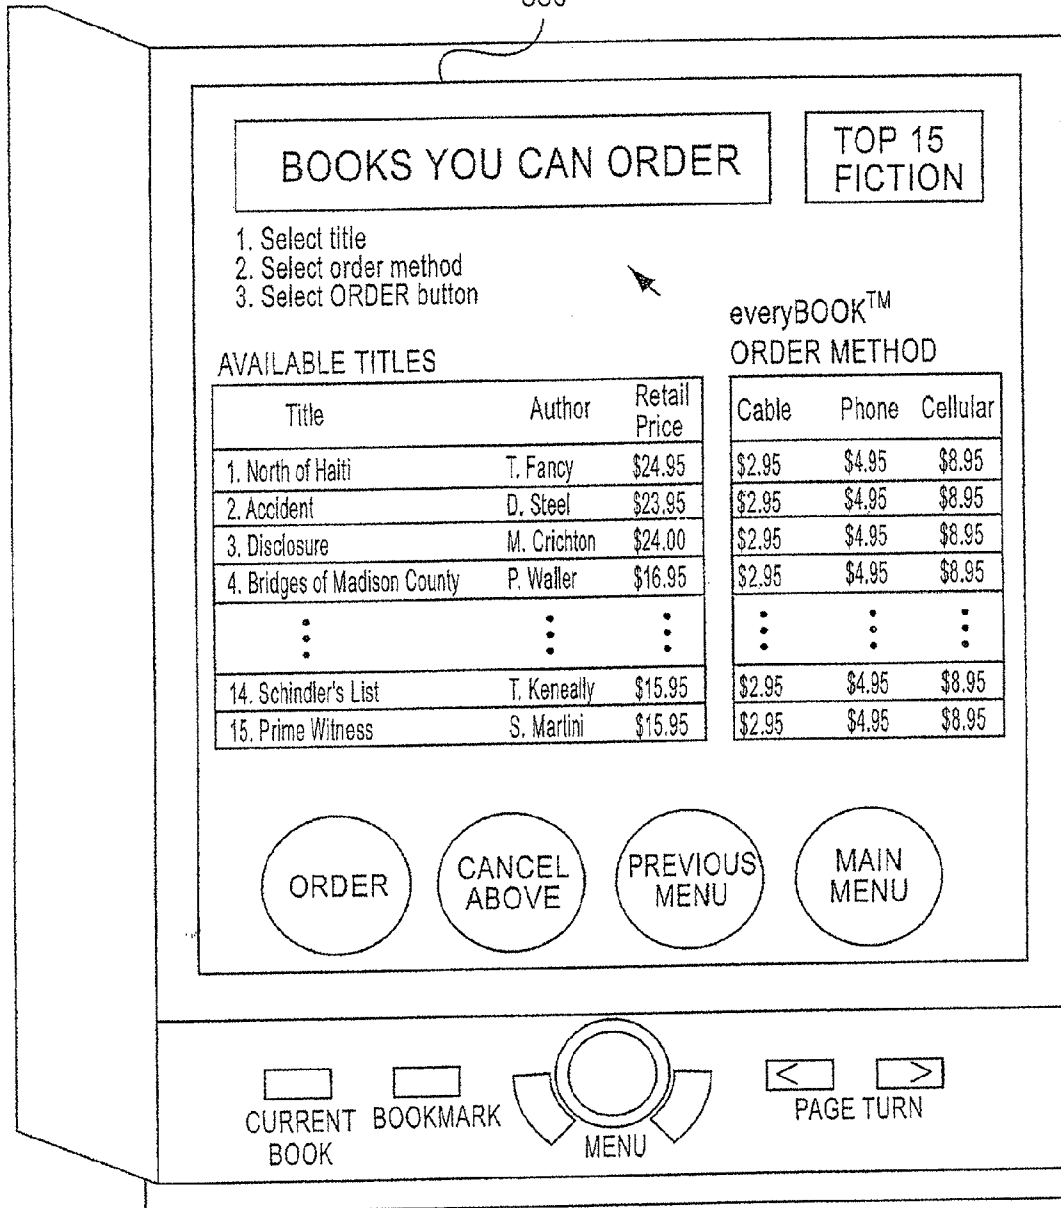 BOOKS YOU CAN ORDER
TOP 15
FICTION
1. Select title
2. Select order method
3. Select ORDER button
everyBOOK™
ORDER METHOD
AVAILABLE TITLES
Title Author Retail Price Cable Phone Cellular
1. North of Haiti T. Fancy $24.95 $2.95 $4.95 $8.95
2. Accident D. Steel $23.95 $2.95 $4.95 $8.95
3. Disclosure M. Crichton $24.00 $2.95 $4.95 $8.95
4. Bridges of Madison County P. Waller $16.95 $2.95 $4.95 $8.95
14. Schindler's List T. Keneally $15.95 $2.95 $4.95 $8.95
15. Prime Witness S. Martini $15.95 $2.95 $4.95 $8.95
ORDER
CANCEL
ABOVE
PREVIOUS
MENU
MAIN
MENU
< >
CURRENT
BOOK
BOOKMARK
MENU
PAGE TURN